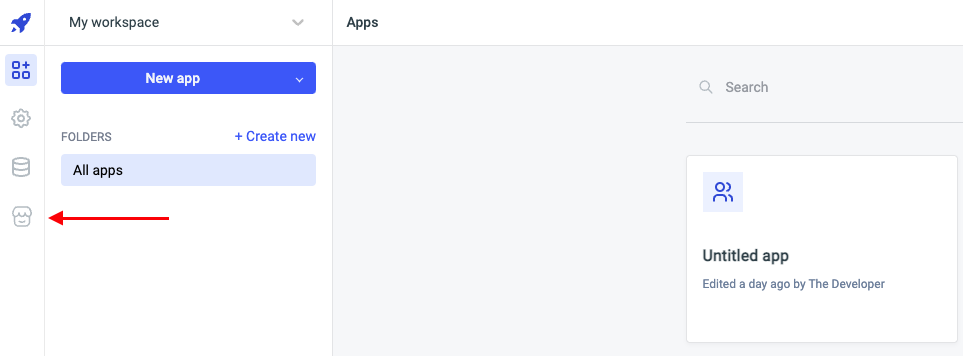 My workspace
Apps
New app
Search
FOLDERS
+ Create new
All apps
Untitled app
Edited a day ago by The Developer